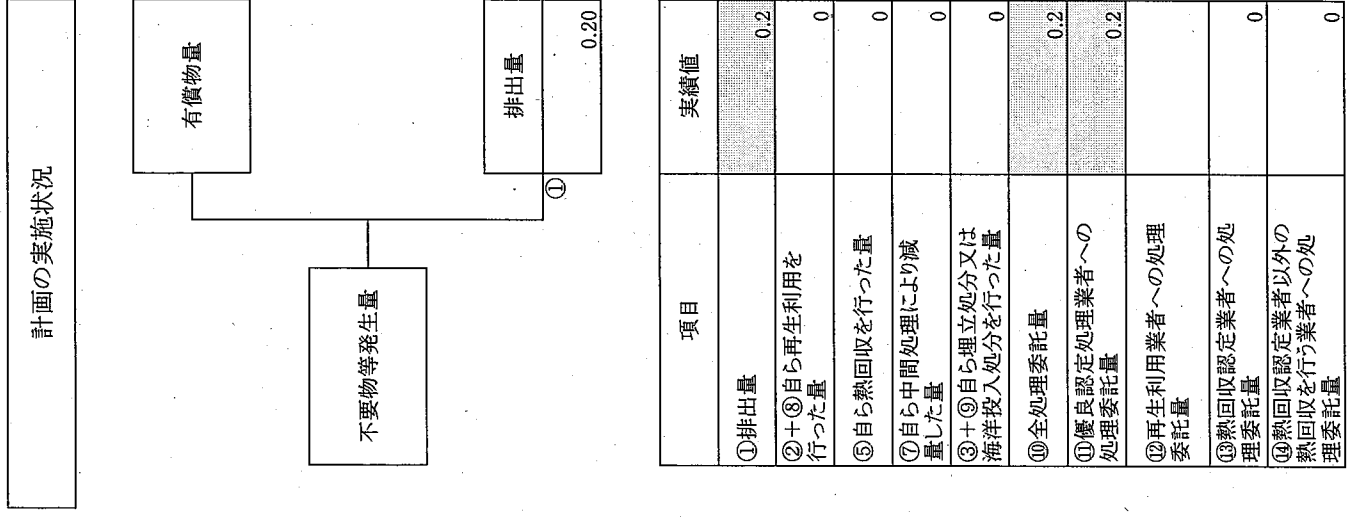 計画の実施状況
有償物量
不要物等発生量
排出量
①
0.20
項目
実績値
①排出量
0.2
②+⑧自ら再生利用を
行った量
0
⑤自ら熱回収を行った量
0
⑦自ら中間処理により減
量した量
0
③+⑨自ら埋立処分又は
海洋投入処分を行った量
0
⑩全処理委託量
0.2
⑪優良認定処理業者への
処理委託量
0.2
⑫再生利用業者への処理
委託量
⑬熱回収認定業者への処
理委託量
0
⑭熱回収認定業者以外の
熱回収を行う業者への処
理委託量
0